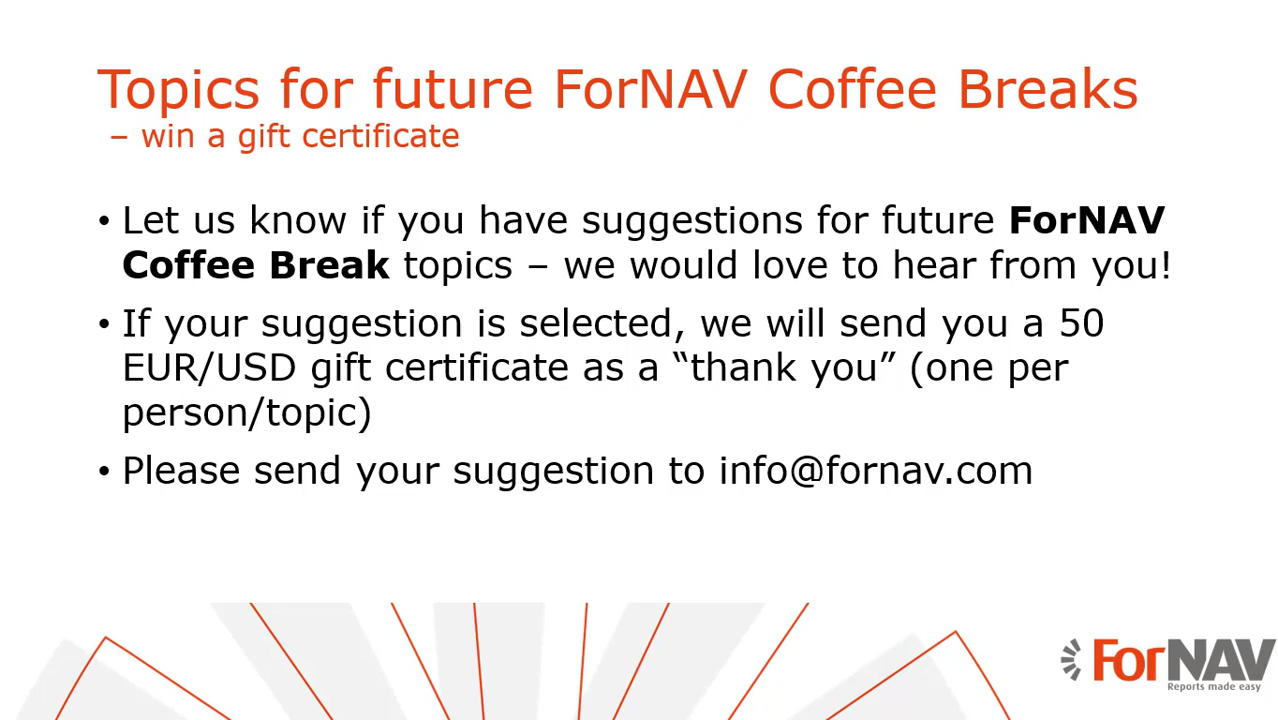 Topics for future ForNAV Coffee Breaks
– win a gift certificate
• Let us know if you have suggestions for future ForNAV
Coffee Break topics – we would love to hear from you!
• If your suggestion is selected, we will send you a 50
EUR/USD gift certificate as a “thank you” (one per
person/topic)
• Please send your suggestion to info@fornav.com
ForNAV
Reports made easy